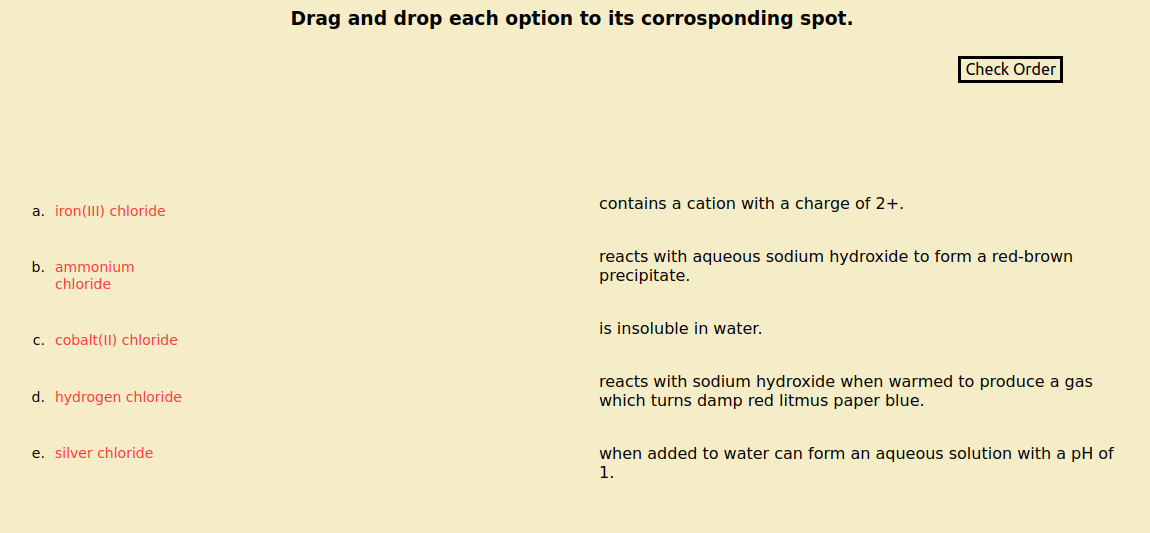 Drag and drop each option to its corrosponding spot.
Check Order
a. iron(III) chloride
b. ammonium
chloride
c. cobalt(II) chloride
d. hydrogen chloride
e. silver chloride
contains a cation with a charge of 2+.
reacts with aqueous sodium hydroxide to form a red-brown
precipitate.
is insoluble in water.
reacts with sodium hydroxide when warmed to produce a gas
which turns damp red litmus paper blue.
when added to water can form an aqueous solution with a pH of
1.